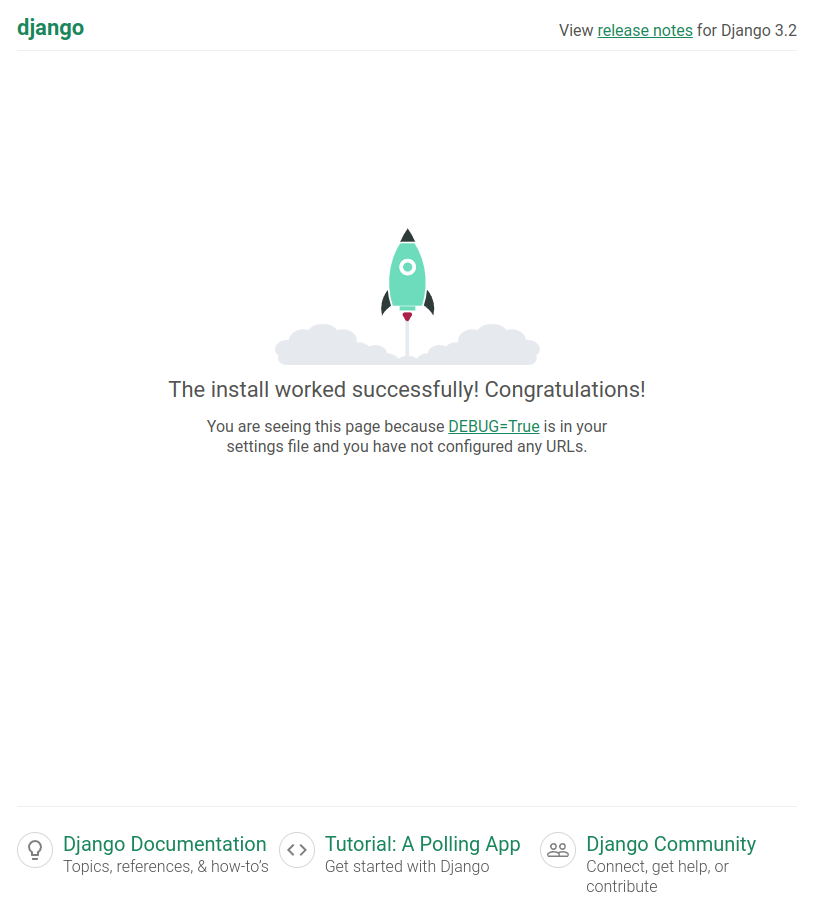 django
View release notes for Django 3.2
The install worked successfully! Congratulations!
You are seeing this page because DEBUG=True is in your
settings file and you have not configured any URLs.
Django Documentation
Topics, references, & how-to’s
Tutorial: A Polling App
Get started with Django
Django Community
Connect, get help, or
contribute